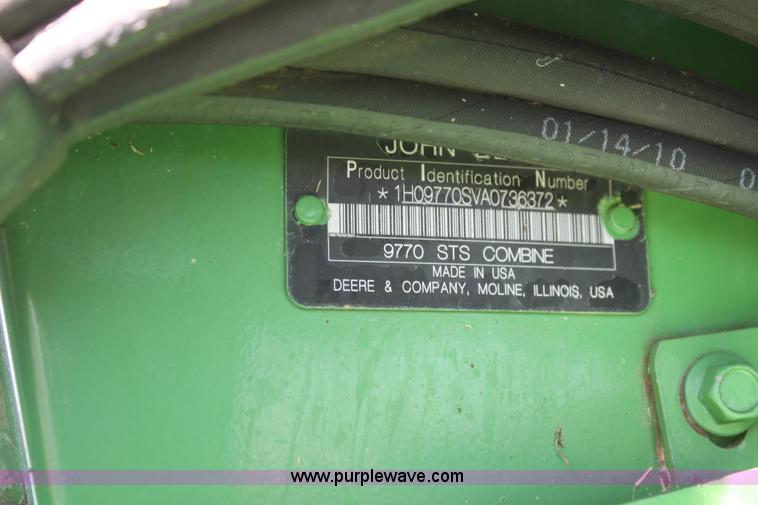 01/14/10
JOHN
Product Identification Number
*1H09770SVA0736372*
9770 STS COMBINE
MADE IN USA
DEERE & COMPANY, MOLINE, ILLINOIS, USA
www.purplewave.com